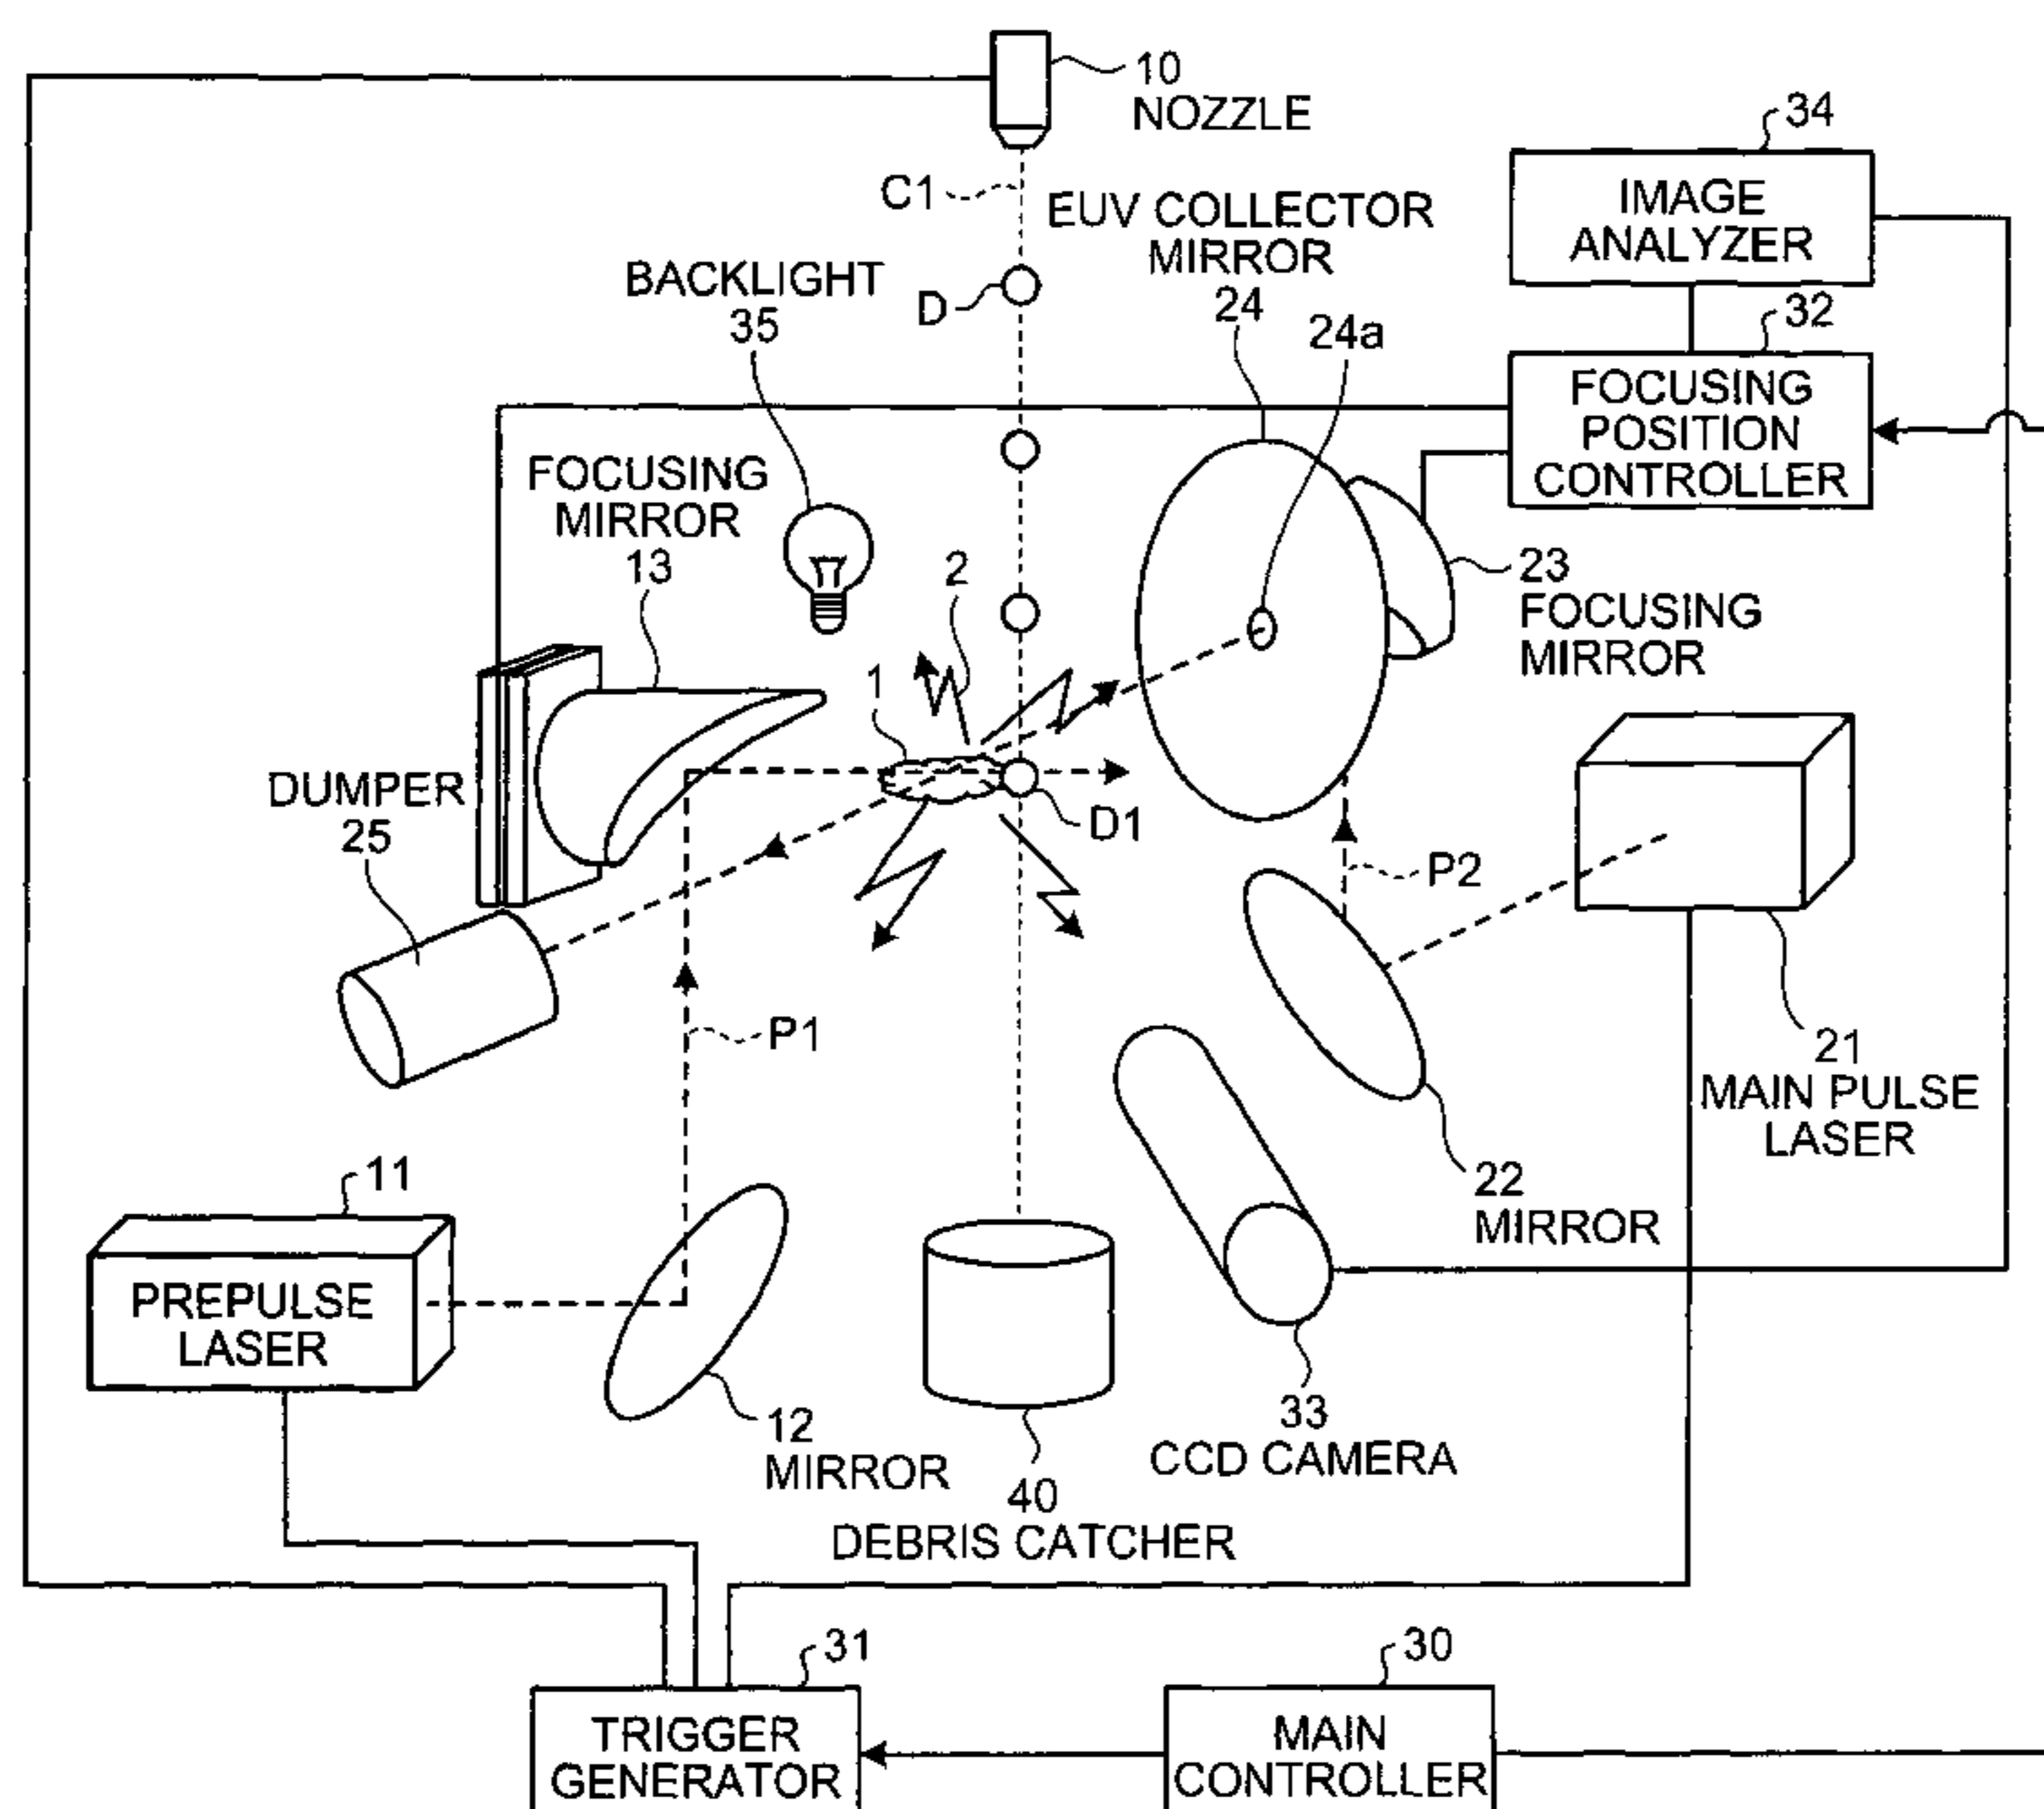 10
NOZZLE
34
IMAGE
ANALYZER
C1
EUV COLLECTOR
MIRROR
24
BACKLIGHT
35
D
24a
32
FOCUSING
POSITION
CONTROLLER
FOCUSING
MIRROR
13
2
23
FOCUSING
MIRROR
1
DUMPER
25
D1
P2
P1
21
MAIN PULSE
LASER
22
MIRROR
11
PREPULSE
LASER
12
MIRROR
33
CCD CAMERA
40
DEBRIS CATCHER
31
TRIGGER
GENERATOR
30
MAIN
CONTROLLER